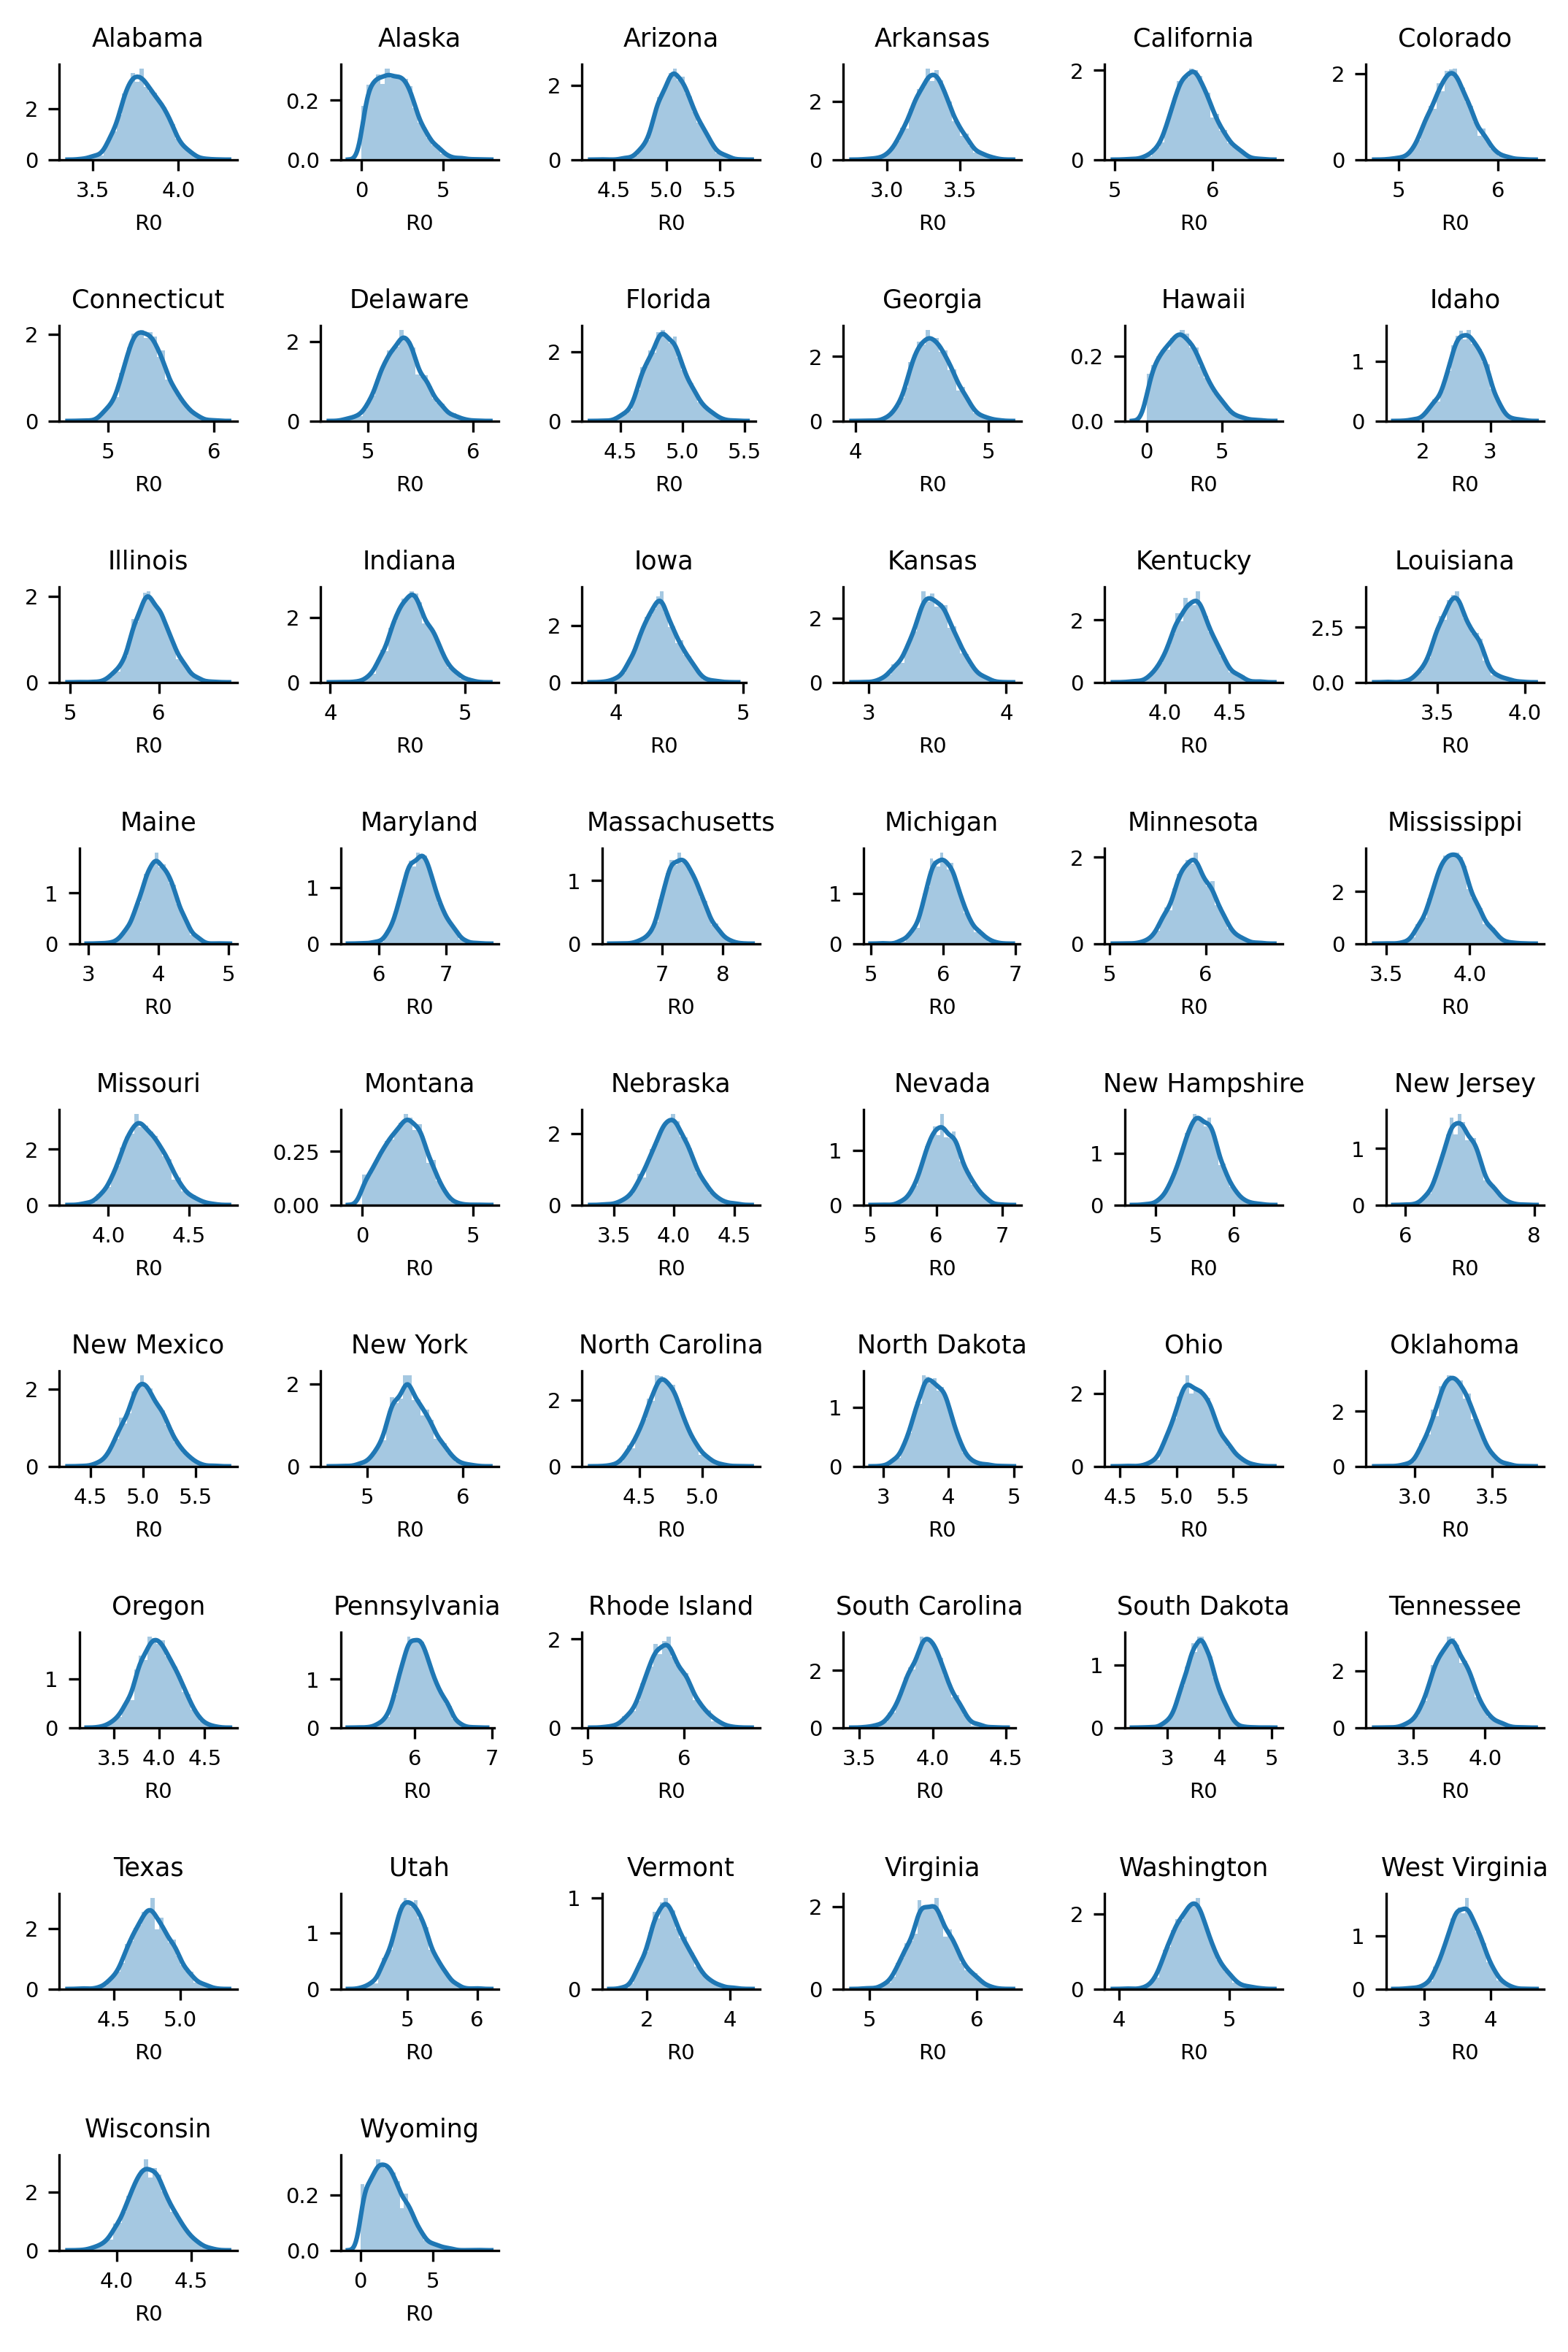 Alabama Alaska Arizona Arkansas California Colorado
2 0.2 2 2 2 2
0 0.0 0 0 0 0
3.5 4.0 0 5 4.5 5.0 5.5 3.0 3.5 5 6 5 6
R0 R0 R0 R0 R0 R0
Connecticut Delaware Florida Georgia Hawaii Idaho
2 2 2 2 0.2 1
0 0 0 0 0.0 0
5 6 5 6 4.5 5.0 5.5 4 5 0 5 2 3
R0 R0 R0 R0 R0 R0
Illinois Indiana Iowa Kansas Kentucky Louisiana
2 2 2 2 2 2.5
0 0 0 0 0 0.0
5 6 4 5 4 5 3 4 4.0 4.5 3.5 4.0
R0 R0 R0 R0 R0 R0
Maine Maryland Massachusetts Michigan Minnesota Mississippi
1 1 1 1 2 2
0 0 0 0 0 0
3 4 5 6 7 7 8 5 6 7 5 6 3.5 4.0
R0 R0 R0 R0 R0 R0
Missouri Montana Nebraska Nevada New Hampshire New Jersey
2 0.25 2 1 1 1
0 0.00 0 0 0 0
4.0 4.5 0 5 3.5 4.0 4.5 5 6 7 5 6 6 8
R0 R0 R0 R0 R0 R0
New Mexico New York North Carolina North Dakota Ohio Oklahoma
2 2 2 1 2 2
0 0 0 0 0 0
4.5 5.0 5.5 5 6 4.5 5.0 3 4 5 4.5 5.0 5.5 3.0 3.5
R0 R0 R0 R0 R0 R0
Oregon Pennsylvania Rhode Island South Carolina South Dakota Tennessee
1 1 2 2 1 2
0 0 0 0 0 0
3.5 4.0 4.5 6 7 5 6 3.5 4.0 4.5 3 4 5 3.5 4.0
R0 R0 R0 R0 R0 R0
Texas Utah Vermont Virginia Washington West Virginia
2 1 1 2 2 1
0 0 0 0 0 0
4.5 5.0 5 6 2 4 5 6 4 5 3 4
R0 R0 R0 R0 R0 R0
Wisconsin Wyoming
2 0.2
0 0.0
4.0 4.5 0 5
R0 R0